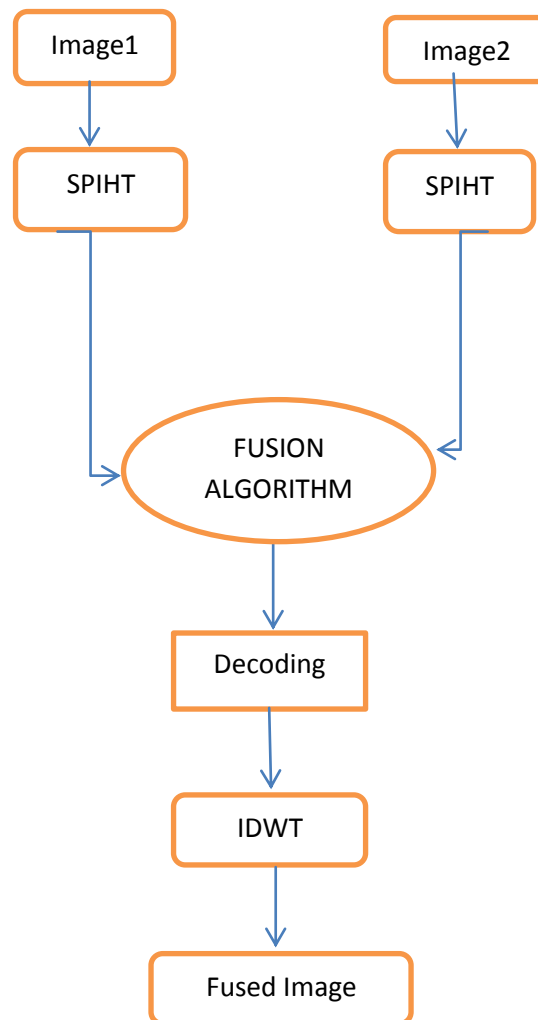 Image1
Image2
SPIHT
SPIHT
FUSION
ALGORITHM
Decoding
IDWT
Fused Image